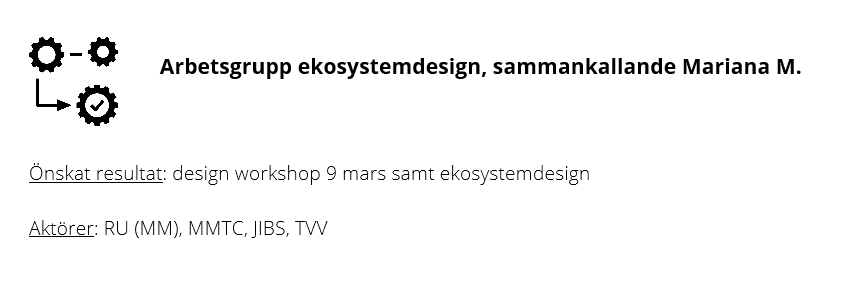 Arbetsgrupp ekosystemdesign, sammankallande Mariana M.
Önskat resultat: design workshop 9 mars samt ekosystemdesign
Aktörer: RU (MM), MMTC, JIBS, TVV